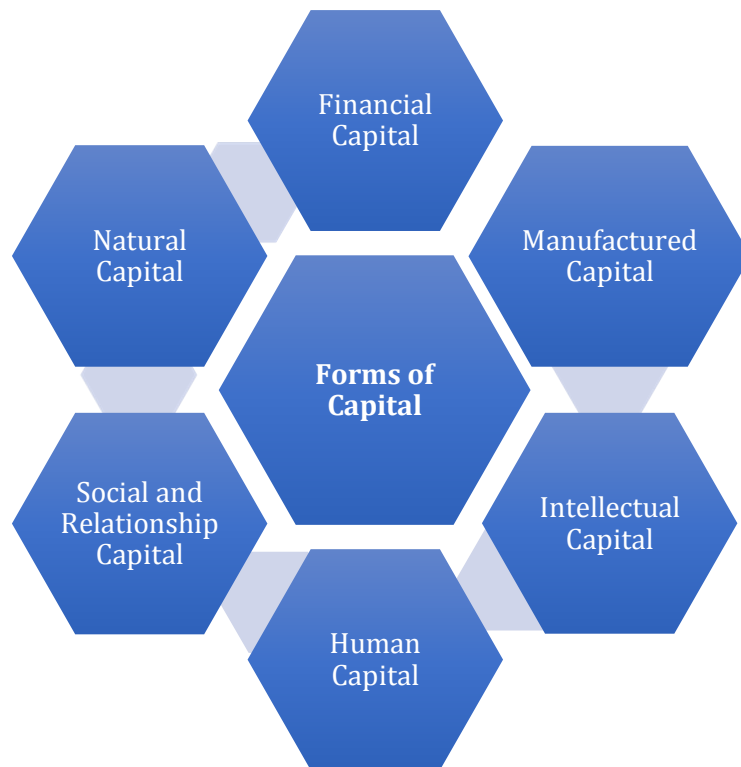 Financial
Capital
Manufactured
Capital
Intellectual
Capital
Human
Capital
Social and
Relationship
Capital
Natural
Capital
Forms of
Capital